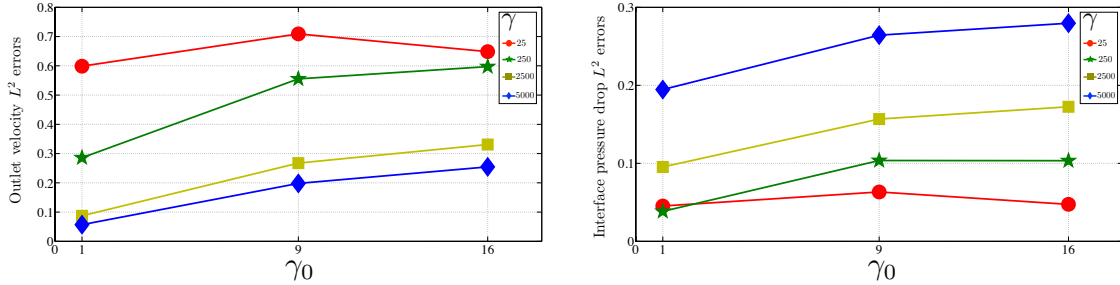 0.8
0.7
0.6
0.5
0.4
0.3
0.2
0.1
0
Outlet velocity L² errors
0 1 9 16
γ₀
γ
25
250
2500
5000
0.3
0.2
0.1
0
Interface pressure drop L² errors
0 1 9 16
γ₀
γ
25
250
2500
5000